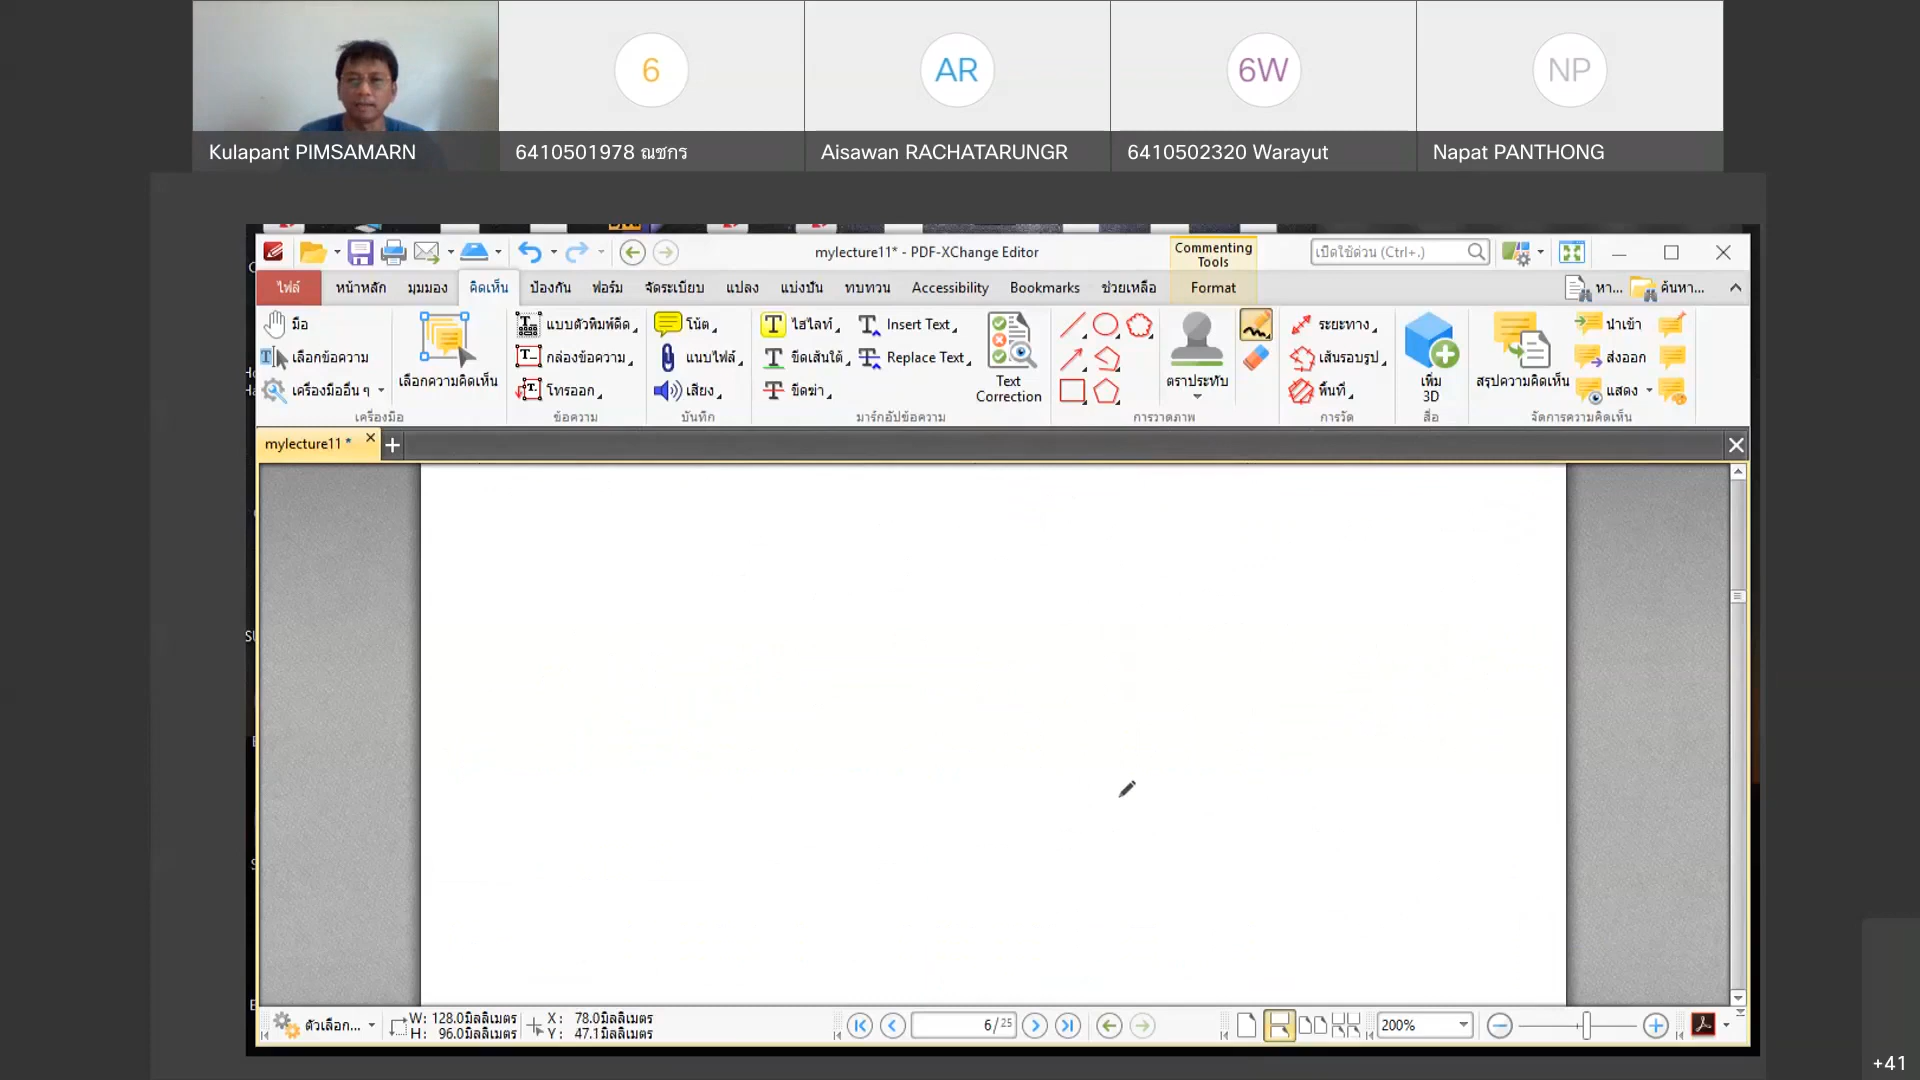 6
AR
6W
NP
Kulapant PIMSAMARN
6410501978 ณชกร
Aisawan RACHATARUNGR
6410502320 Warayut
Napat PANTHONG
mylecture11* - PDF-XChange Editor
Commenting Tools
เปิดใช้ด่วน (Ctrl+.)
ไฟล์ หน้าหลัก มุมมอง คิดเห็น ป้องกัน ฟอร์ม จัดระเบียบ แปลง แบ่งปัน ทบทวน Accessibility Bookmarks ช่วยเหลือ Format หา... ค้นหา...
มือ
เลือกข้อความ
เครื่องมืออื่น ๆ
เครื่องมือ
เลือกความคิดเห็น
แบบตัวพิมพ์ดีด
กล่องข้อความ
โทรออก
ข้อความ
โน้ต
แนบไฟล์
เสียง
บันทึก
ไฮไลท์
ขีดเส้นใต้
ขีดฆ่า
Insert Text
Replace Text
Text Correction
มาร์กอัปข้อความ
การวาดภาพ
ตราประทับ
ระยะทาง
เส้นรอบรูป
พื้นที่
การวัด
เพิ่ม 3D
สื่อ
สรุปความคิดเห็น
นำเข้า
ส่งออก
แสดง
จัดการความคิดเห็น
mylecture11 *
ตัวเลือก...
W: 128.0มิลลิเมตร
H: 96.0มิลลิเมตร
X: 78.0มิลลิเมตร
Y: 47.1มิลลิเมตร
6/25
200%
+41